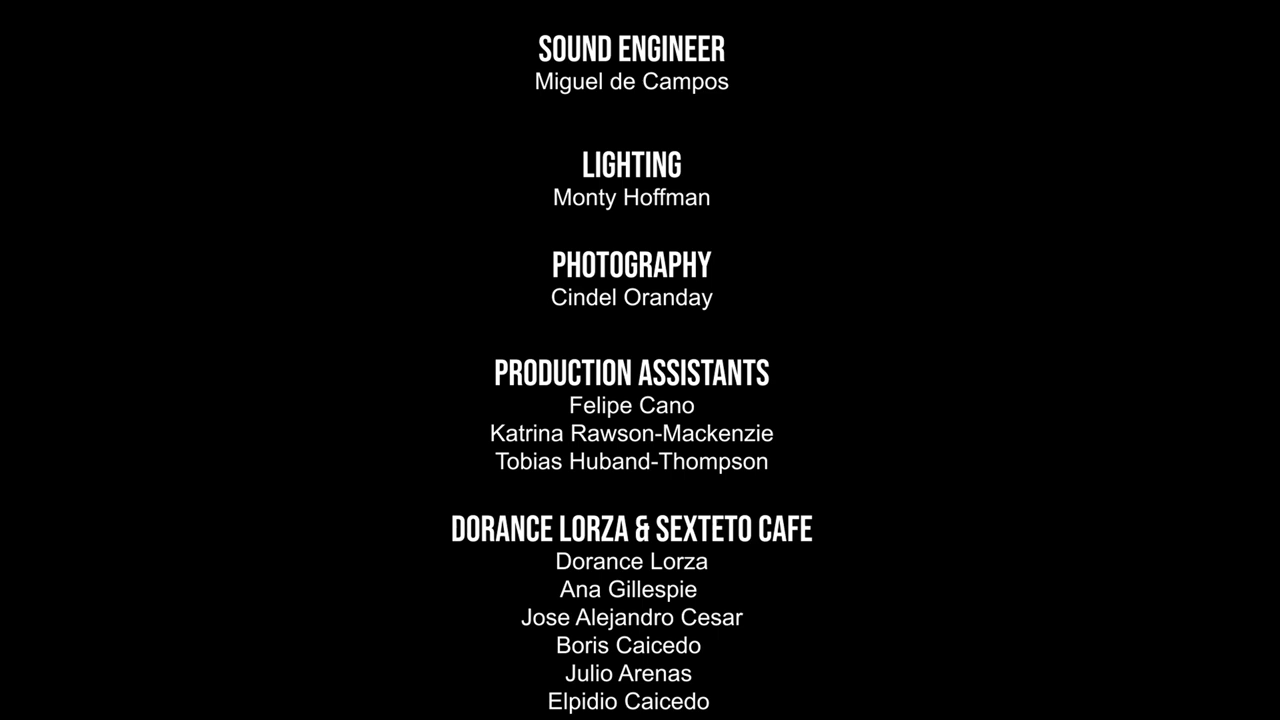 SOUND ENGINEER
Miguel de Campos
LIGHTING
Monty Hoffman
PHOTOGRAPHY
Cindel Oranday
PRODUCTION ASSISTANTS
Felipe Cano
Katrina Rawson-Mackenzie
Tobias Huband-Thompson
DORANCE LORZA & SEXTETO CAFE
Dorance Lorza
Ana Gillespie
Jose Alejandro Cesar
Boris Caicedo
Julio Arenas
Elpidio Caicedo